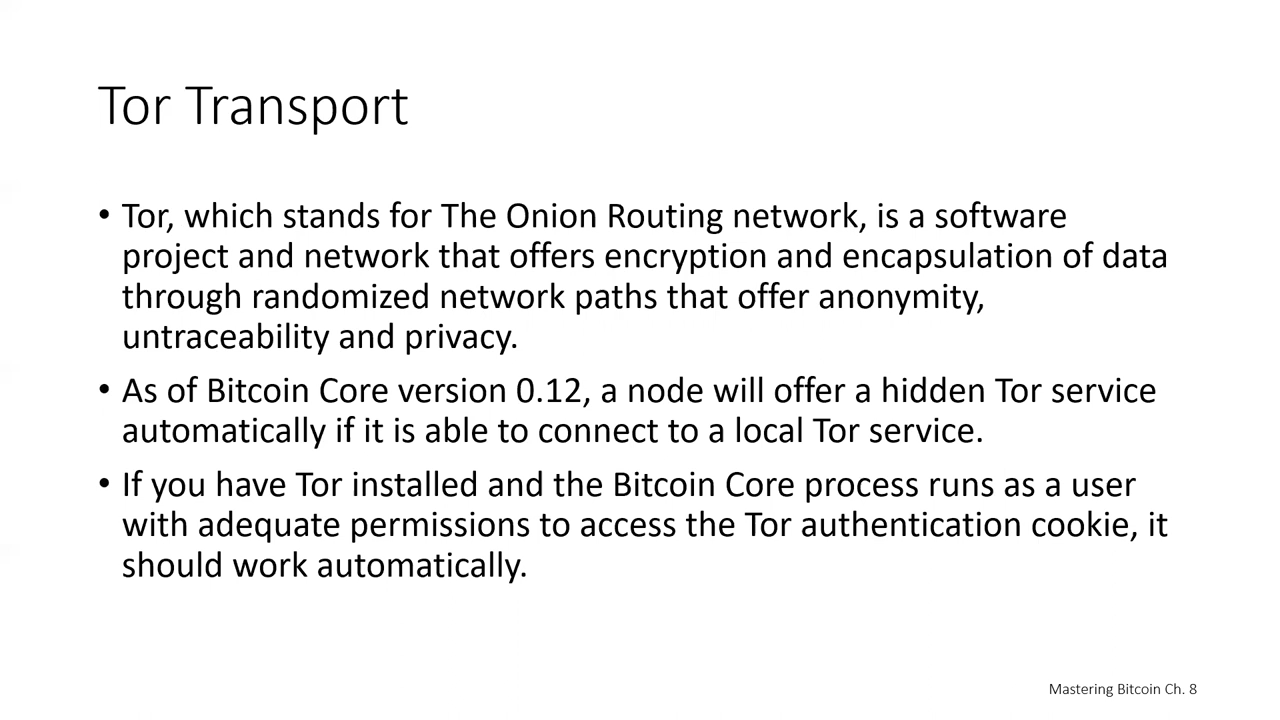 Tor Transport
• Tor, which stands for The Onion Routing network, is a software
project and network that offers encryption and encapsulation of data
through randomized network paths that offer anonymity,
untraceability and privacy.
• As of Bitcoin Core version 0.12, a node will offer a hidden Tor service
automatically if it is able to connect to a local Tor service.
• If you have Tor installed and the Bitcoin Core process runs as a user
with adequate permissions to access the Tor authentication cookie, it
should work automatically.
Mastering Bitcoin Ch. 8